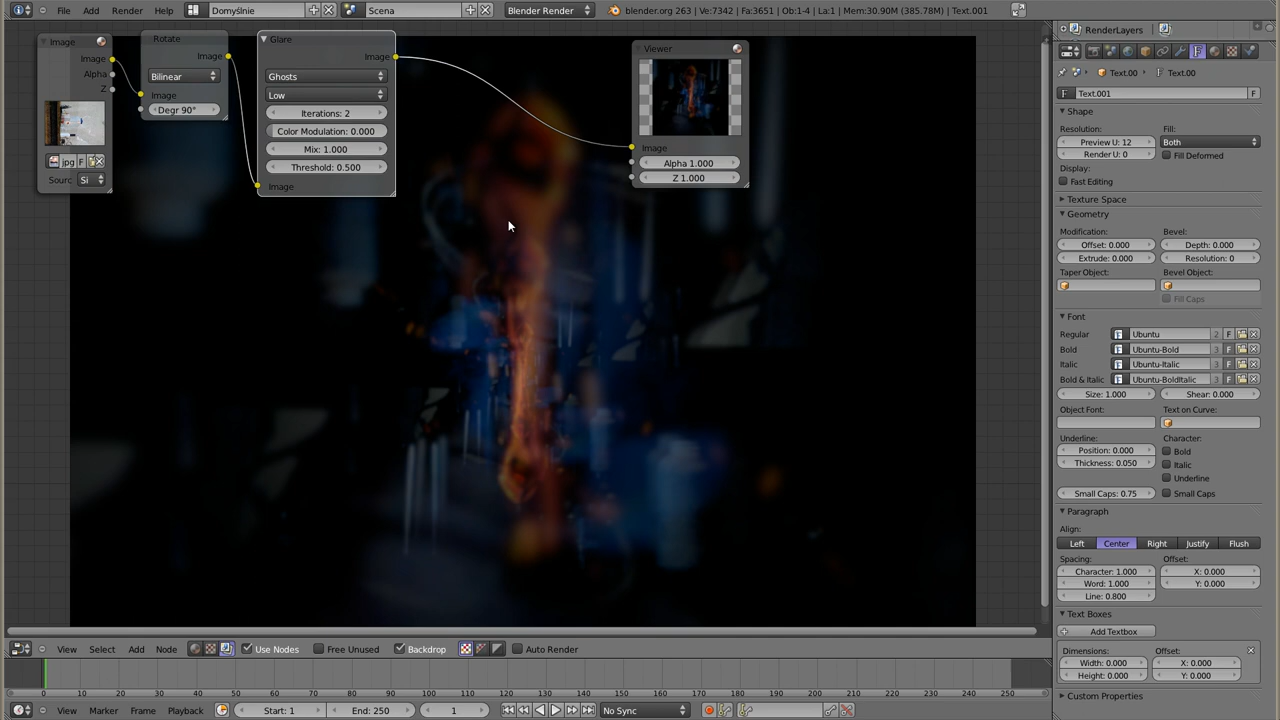 File Add Render Help Domyślnie Scena Blender Render blender.org 263 | Ve:7342 | Fa:3651 | Ob:1-4 | La:1 | Mem:30.90M (385.78M) | Text.001
Image
Image
Alpha
Z
jpg F
Sourc Si
Rotate
Image
Bilinear
Image
Degr 90°
Glare
Image
Ghosts
Low
Iterations: 2
Color Modulation: 0.000
Mix: 1.000
Threshold: 0.500
Image
Viewer
Image
Alpha 1.000
Z 1.000
RenderLayers
Text.00 Text.00
Text.001 F
Shape
Resolution: Fill:
Preview U: 12 Both
Render U: 0 Fill Deformed
Display:
Fast Editing
Texture Space
Geometry
Modification: Bevel:
Offset: 0.000 Depth: 0.000
Extrude: 0.000 Resolution: 0
Taper Object: Bevel Object:
Fill Caps
Font
Regular Ubuntu 2 F
Bold Ubuntu-Bold 3 F
Italic Ubuntu-Italic 3 F
Bold & Italic Ubuntu-BoldItalic 3 F
Size: 1.000 Shear: 0.000
Object Font: Text on Curve:
Underline: Character:
Position: 0.000 Bold
Thickness: 0.050 Italic
Underline
Small Caps: 0.75 Small Caps
Paragraph
Align:
Left Center Right Justify Flush
Spacing: Offset:
Character: 1.000 X: 0.000
Word: 1.000 Y: 0.000
Line: 0.800
Text Boxes
Add Textbox
Dimensions: Offset:
Width: 0.000 X: 0.000
Height: 0.000 Y: 0.000
Custom Properties
View Select Add Node Use Nodes Free Unused Backdrop Auto Render
0 10 20 30 40 50 60 70 80 90 100 110 120 130 140 150 160 170 180 190 200 210 220 230 240 250
View Marker Frame Playback Start: 1 End: 250 1 No Sync